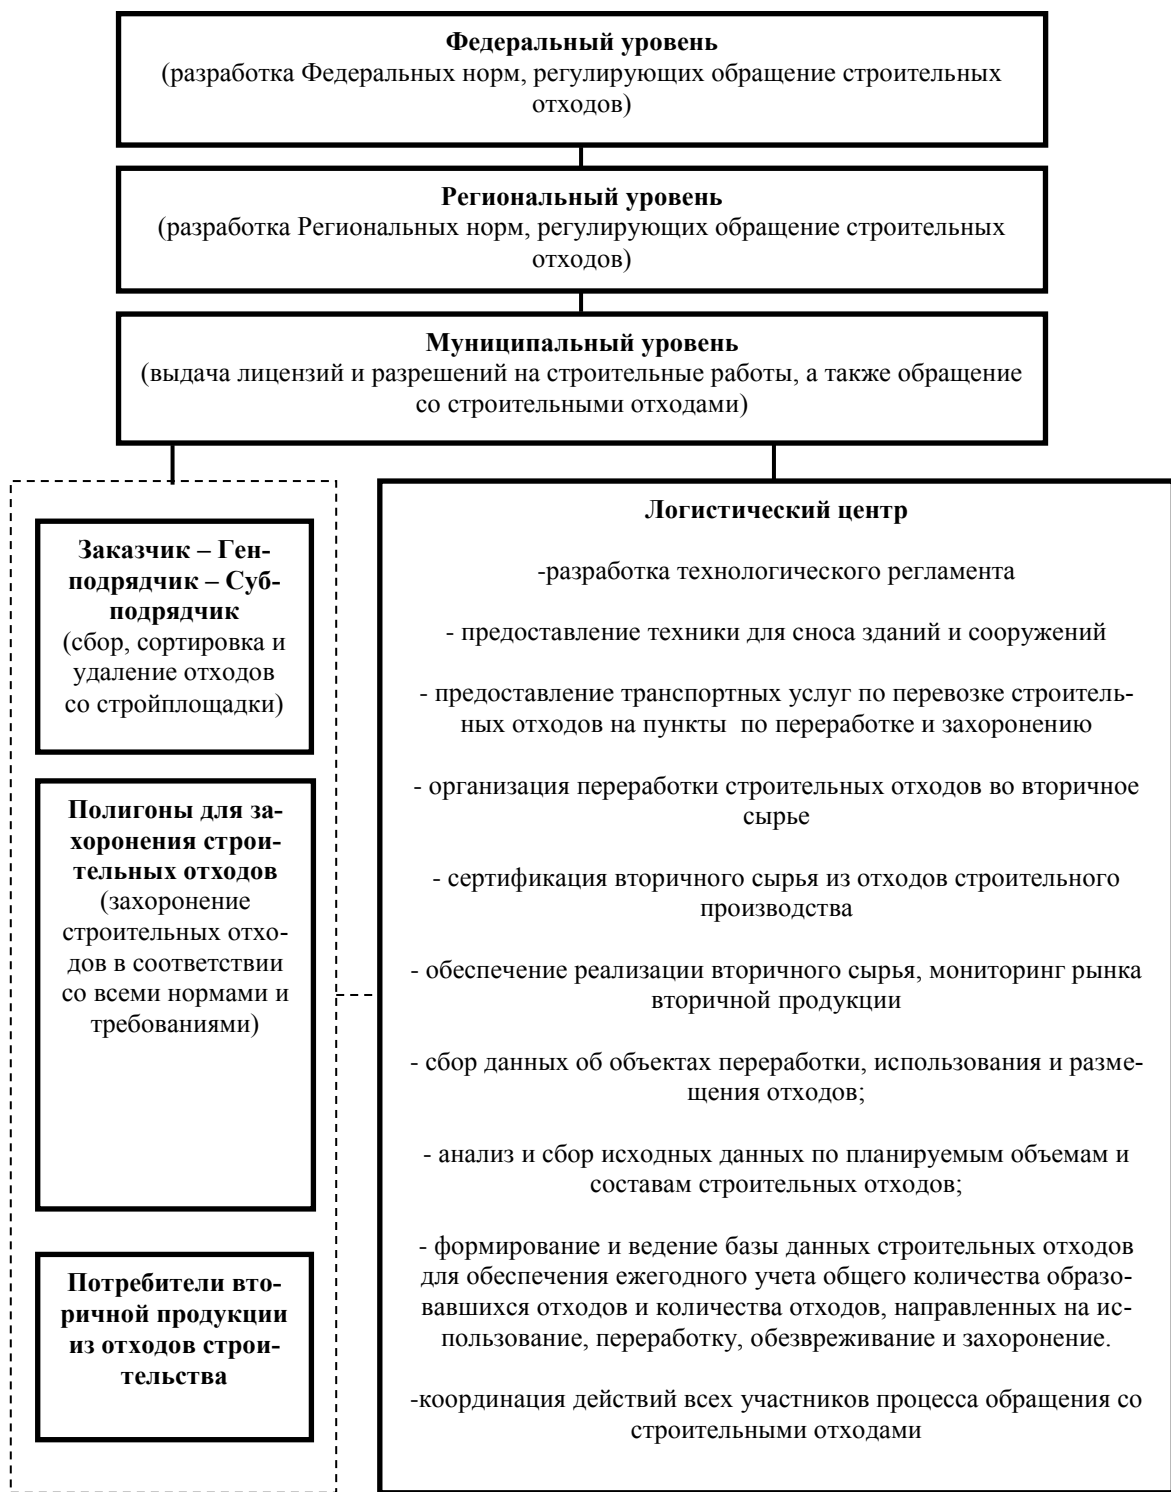 Федеральный уровень
(разработка Федеральных норм, регулирующих обращение строительных
отходов)
Региональный уровень
(разработка Региональных норм, регулирующих обращение строительных
отходов)
Муниципальный уровень
(выдача лицензий и разрешений на строительные работы, а также обращение
со строительными отходами)
Заказчик – Ген-
подрядчик – Суб-
подрядчик
(сбор, сортировка и
удаление отходов
со стройплощадки)
Полигоны для за-
хоронения строи-
тельных отходов
(захоронение
строительных отхо-
дов в соответствии
со всеми нормами и
требованиями)
Потребители вто-
ричной продукции
из отходов строи-
тельства
Логистический центр
-разработка технологического регламента
- предоставление техники для сноса зданий и сооружений
- предоставление транспортных услуг по перевозке строитель-
ных отходов на пункты  по переработке и захоронению
- организация переработки строительных отходов во вторичное
сырье
- сертификация вторичного сырья из отходов строительного
производства
- обеспечение реализации вторичного сырья, мониторинг рынка
вторичной продукции
- сбор данных об объектах переработки, использования и разме-
щения отходов;
- анализ и сбор исходных данных по планируемым объемам и
составам строительных отходов;
- формирование и ведение базы данных строительных отходов
для обеспечения ежегодного учета общего количества образо-
вавшихся отходов и количества отходов, направленных на ис-
пользование, переработку, обезвреживание и захоронение.
-координация действий всех участников процесса обращения со
строительными отходами